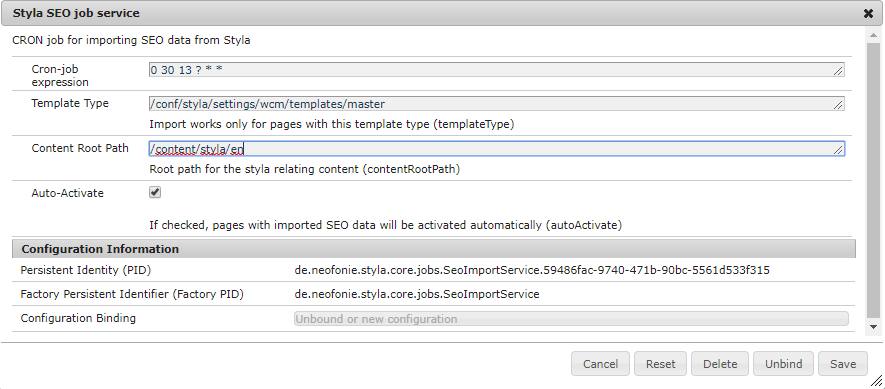 Styla SEO job service
CRON job for importing SEO data from Styla
Cron-job expression
0 30 13 ? * *
Template Type
/conf/styla/settings/wcm/templates/master
Import works only for pages with this template type (templateType)
Content Root Path
/content/styla/en
Root path for the styla relating content (contentRootPath)
Auto-Activate
If checked, pages with imported SEO data will be activated automatically (autoActivate)
Configuration Information
Persistent Identity (PID)
de.neofonie.styla.core.jobs.SeoImportService.59486fac-9740-471b-90bc-5561d533f315
Factory Persistent Identifier (Factory PID)
de.neofonie.styla.core.jobs.SeoImportService
Configuration Binding
Unbound or new configuration
Cancel
Reset
Delete
Unbind
Save